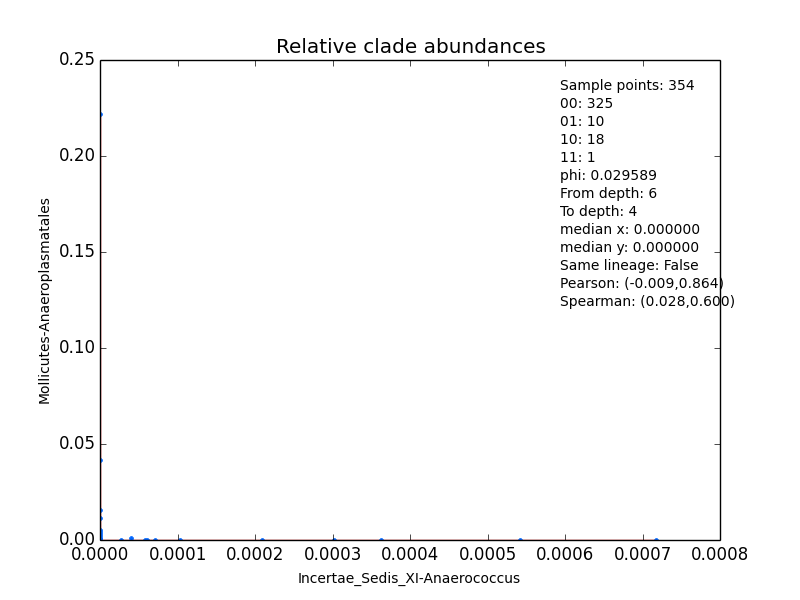 Relative clade abundances
0.25
0.20
0.15
0.10
0.05
0.00
Mollicutes-Anaeroplasmatales
Sample points: 354
00: 325
01: 10
10: 18
11: 1
phi: 0.029589
From depth: 6
To depth: 4
median x: 0.000000
median y: 0.000000
Same lineage: False
Pearson: (-0.009,0.864)
Spearman: (0.028,0.600)
0.0000 0.0001 0.0002 0.0003 0.0004 0.0005 0.0006 0.0007 0.0008
Incertae_Sedis_XI-Anaerococcus